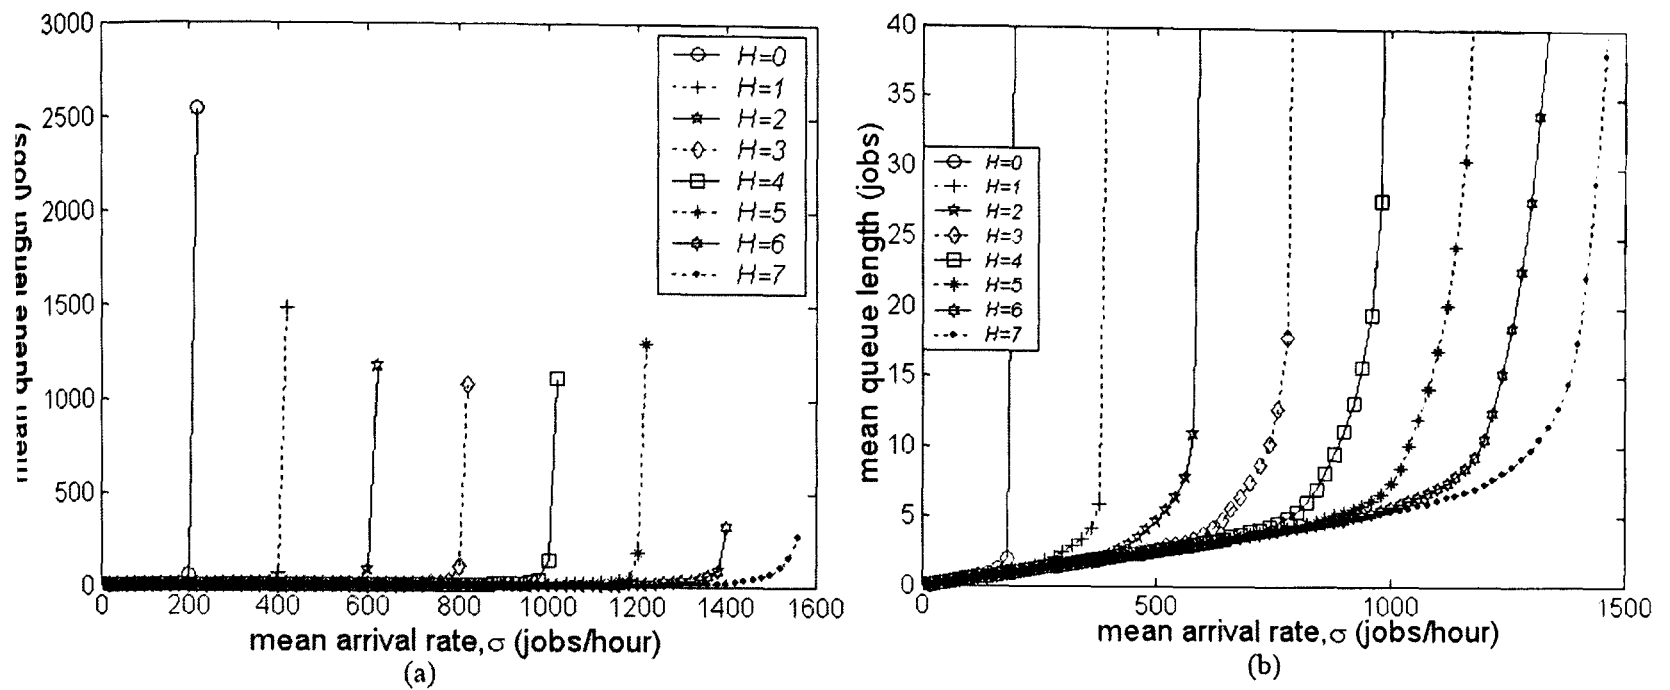 3000
2500
2000
1500
1000
500
0
0 200 400 600 800 1000 1200 1400 1600
mean arrival rate,σ (jobs/hour)
(a)
H=0
H=1
H=2
H=3
H=4
H=5
H=6
H=7
mean queue length (jobs)
40
35
30
25
20
15
10
5
0
0 500 1000 1500
mean arrival rate,σ (jobs/hour)
(b)
H=0
H=1
H=2
H=3
H=4
H=5
H=6
H=7
mean queue length (jobs)